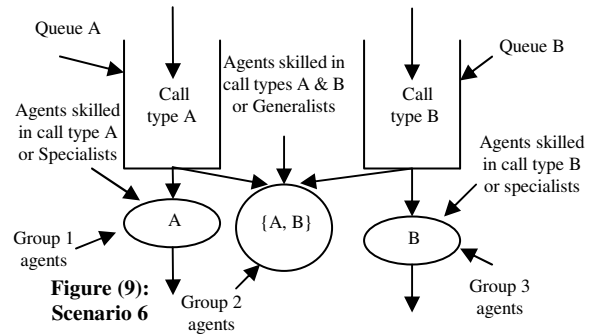 Queue A
Call
type A
Agents skilled in
call types A & B
or Generalists
Call
type B
Queue B
Agents skilled
in call type A
or Specialists
Agents skilled
in call type B
or specialists
A
{A, B}
B
Group 1
agents
Group 2
agents
Group 3
agents
Figure (9):
Scenario 6